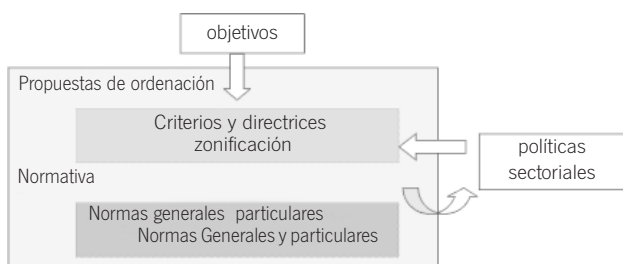 objetivos
Propuestas de ordenación
Criterios y directrices
zonificación
políticas
sectoriales
Normativa
Normas generales particulares
Normas Generales y particulares